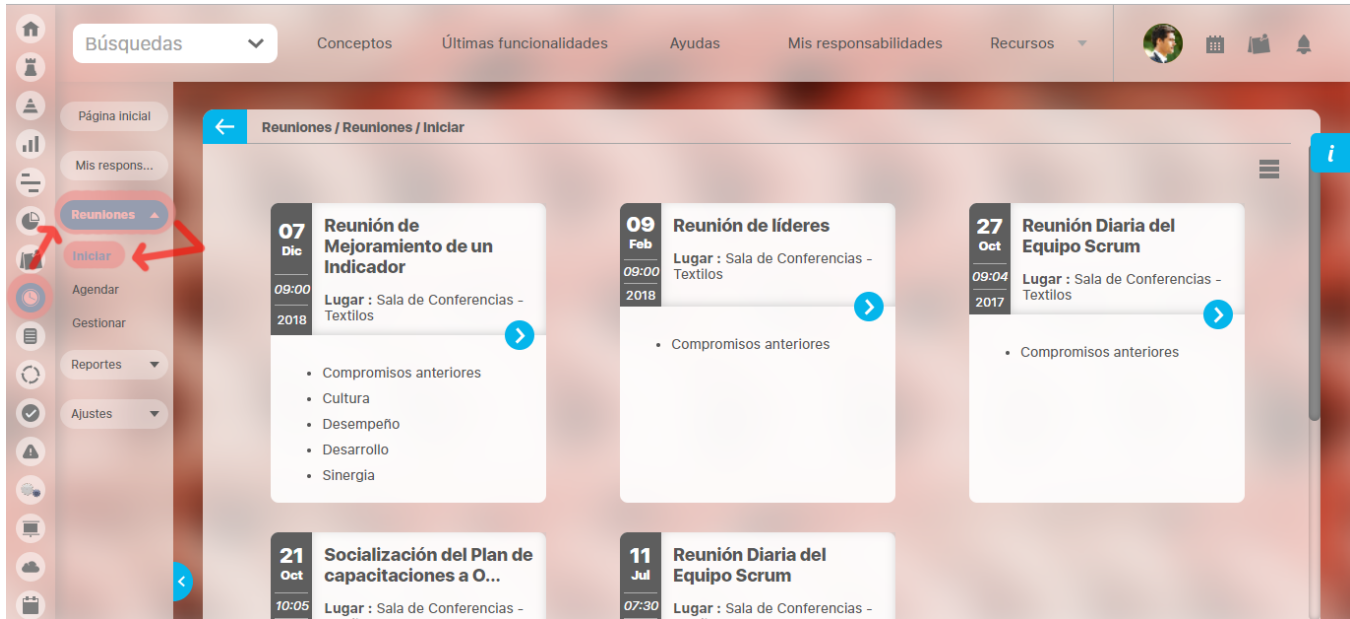 Búsquedas
Conceptos
Últimas funcionalidades
Ayudas
Mis responsabilidades
Recursos
Página inicial
Mis respons...
Reuniones
Iniciar
Agendar
Gestionar
Reportes
Ajustes
Reuniones / Reuniones / Iniciar
i
07
Dic
09:00
2018
Reunión de
Mejoramiento de un
Indicador
Lugar : Sala de Conferencias -
Textilos
• Compromisos anteriores
• Cultura
• Desempeño
• Desarrollo
• Sinergia
09
Feb
09:00
2018
Reunión de líderes
Lugar : Sala de Conferencias -
Textilos
• Compromisos anteriores
27
Oct
09:04
2017
Reunión Diaria del
Equipo Scrum
Lugar : Sala de Conferencias -
Textilos
• Compromisos anteriores
21
Oct
10:05
Socialización del Plan de
capacitaciones a O...
Lugar : Sala de Conferencias -
11
Jul
07:30
Reunión Diaria del
Equipo Scrum
Lugar : Sala de Conferencias -